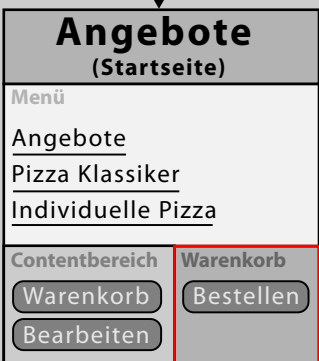 Angebote
(Startseite)
Menü
Angebote
Pizza Klassiker
Individuelle Pizza
Contentbereich
Warenkorb
Bearbeiten
Warenkorb
Bestellen